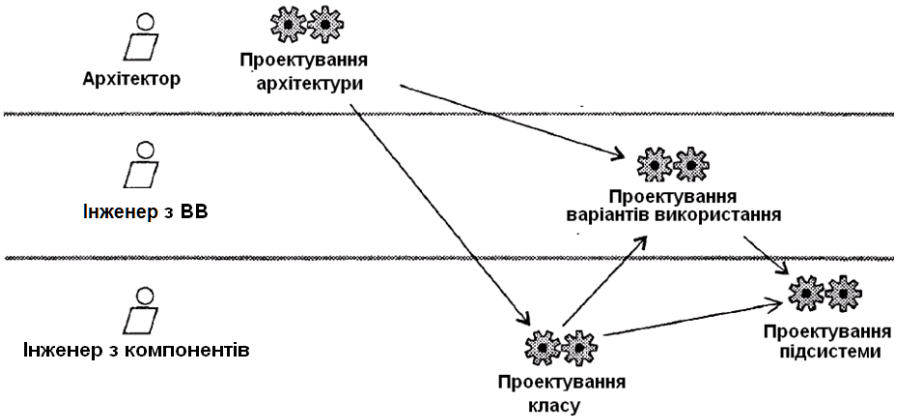 Архітектор
Проектування
архітектури
Інженер з ВВ
Проектування
варіантів використання
Інженер з компонентів
Проектування
класу
Проектування
підсистеми